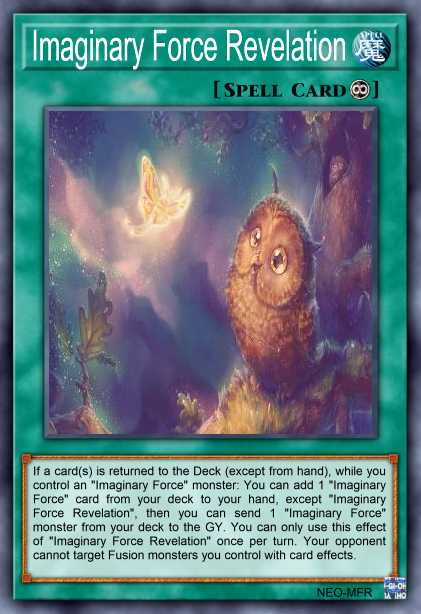 Imaginary Force Revelation
SPELL
魔
[SPELL CARD]
If a card(s) is returned to the Deck (except from hand), while you
control an "Imaginary Force" monster: You can add 1 "Imaginary
Force" card from your deck to your hand, except "Imaginary
Force Revelation", then you can send 1 "Imaginary Force"
monster from your deck to the GY. You can only use this effect
of "Imaginary Force Revelation" once per turn. Your opponent
cannot target Fusion monsters you control with card effects.
NEO-MFR